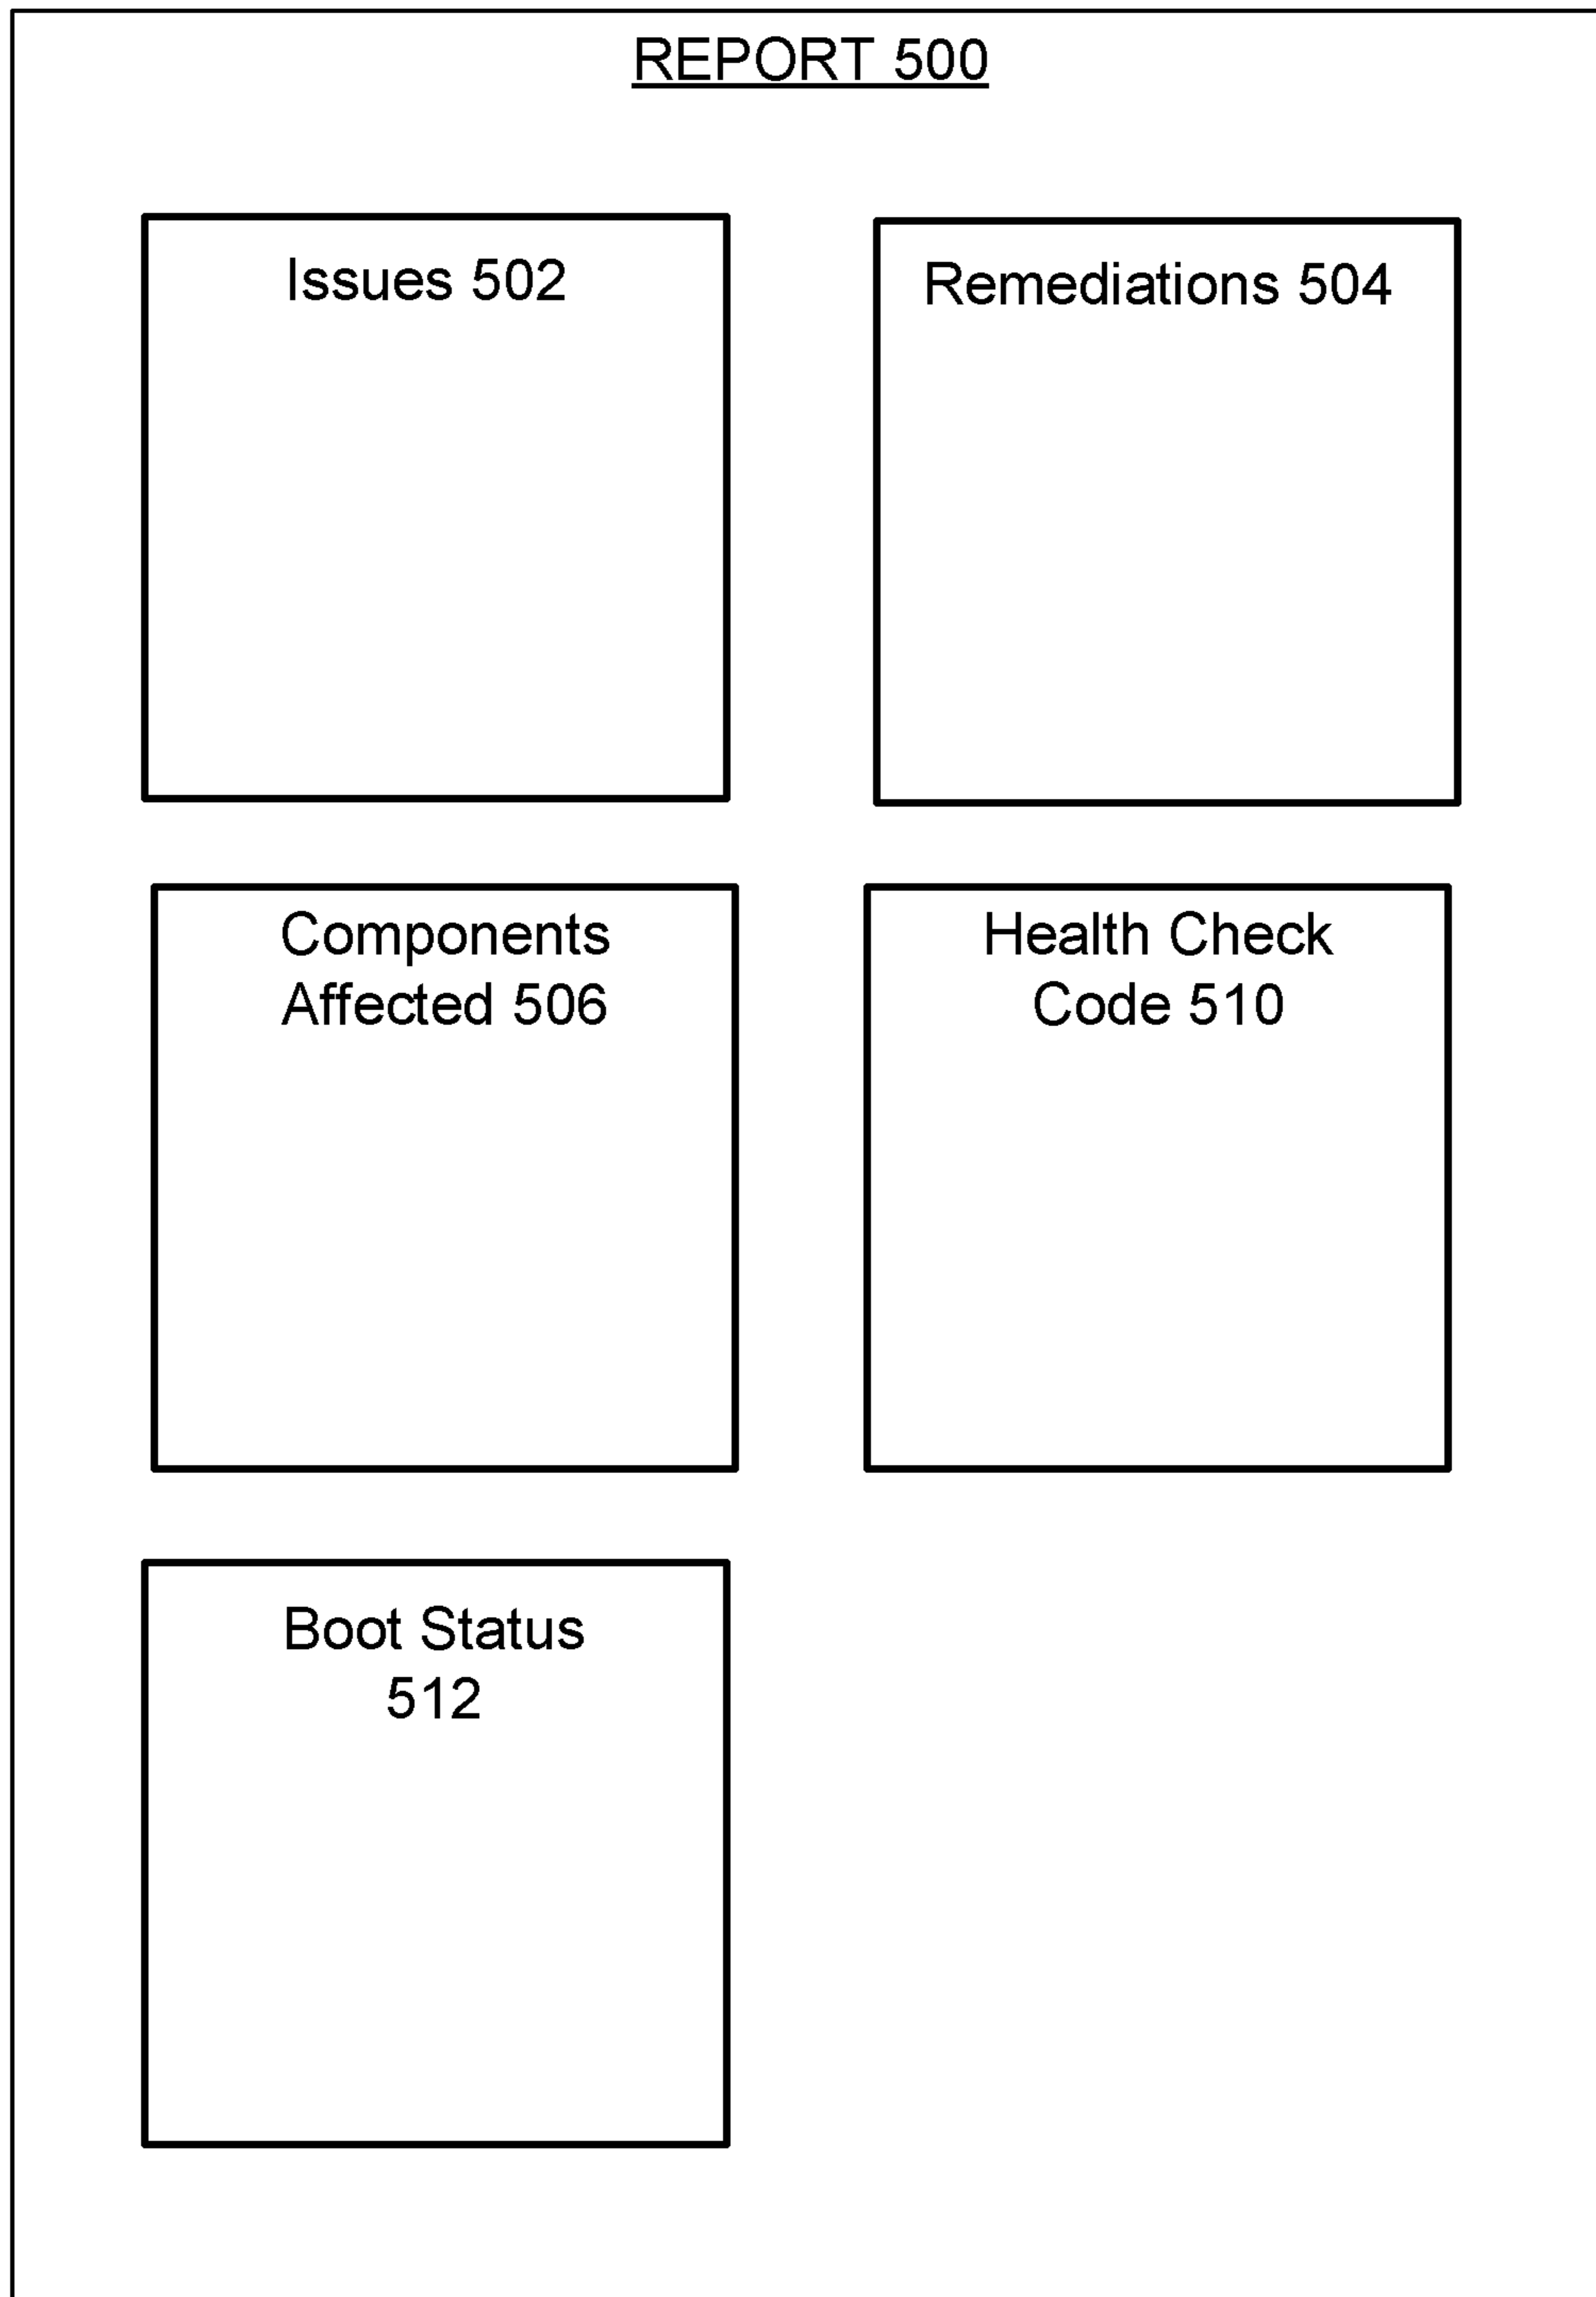 REPORT 500
Issues 502
Remediations 504
Components
Affected 506
Health Check
Code 510
Boot Status
512